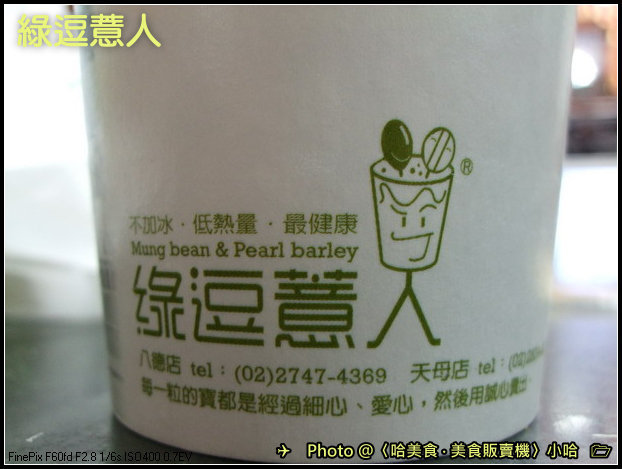 綠逗薏人
®
不加冰・低熱量・最健康
Mung bean & Pearl barley
綠逗薏人
八德店 tel：(02)2747-4369 天母店 tel：(02)
每一粒的寶都是經過細心、愛心，然後用誠心賣出。
FinePix F60fd F2.8 1/6s ISO400 0.7EV
Photo @〈哈美食・美食販賣機〉小哈